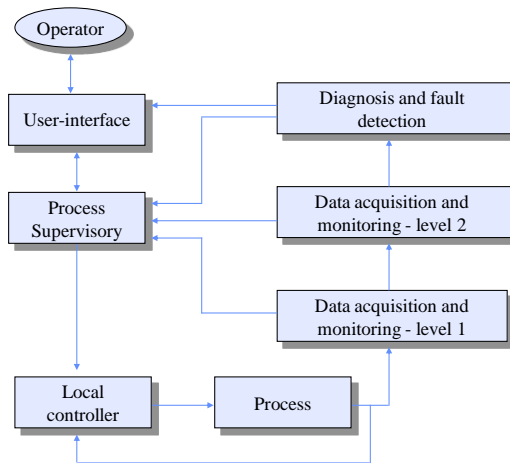 Operator
User-interface
Diagnosis and fault
detection
Process
Supervisory
Data acquisition and
monitoring - level 2
Data acquisition and
monitoring - level 1
Local
controller
Process